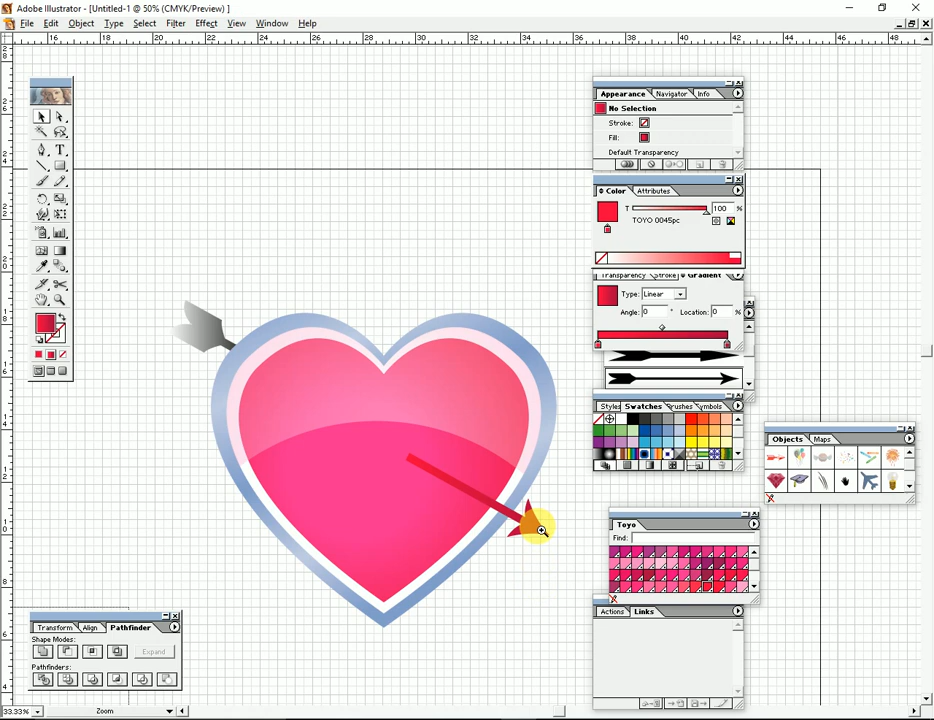 Adobe Illustrator - [Untitled-1 @ 50% (CMYK/Preview) ]
File Edit Object Type Select Filter Effect View Window Help
16 20 22 24 26 28 30 32 34 36 40 42 44 46 48
Appearance Navigator Info
No Selection
Stroke:
Fill:
Default Transparency
Color Attributes
T 100 %
TOYO 0045pc
Transparency Stroke Gradient
Type: Linear
Angle: 0 ° Location: 0 %
Styles Swatches Brushes Symbols
Objects Maps
Toyo
Find:
Actions Links
Transform Align Pathfinder
Shape Modes:
Expand
Pathfinders:
33.33% Zoom